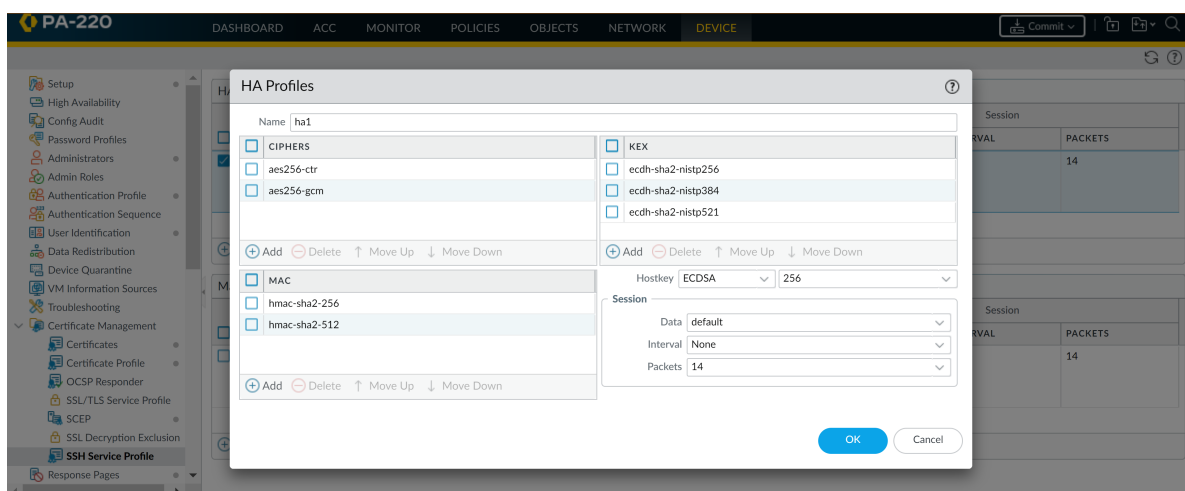 PA-220
DASHBOARD ACC MONITOR POLICIES OBJECTS NETWORK DEVICE
Commit
Setup
High Availability
Config Audit
Password Profiles
Administrators
Admin Roles
Authentication Profile
Authentication Sequence
User Identification
Data Redistribution
Device Quarantine
VM Information Sources
Troubleshooting
Certificate Management
Certificates
Certificate Profile
OCSP Responder
SSL/TLS Service Profile
SCEP
SSL Decryption Exclusion
SSH Service Profile
Response Pages
HA Profiles
Name ha1
CIPHERS
aes256-ctr
aes256-gcm
Add Delete Move Up Move Down
KEX
ecdh-sha2-nistp256
ecdh-sha2-nistp384
ecdh-sha2-nistp521
Add Delete Move Up Move Down
MAC
hmac-sha2-256
hmac-sha2-512
Add Delete Move Up Move Down
Hostkey ECDSA 256
Session
Data default
Interval None
Packets 14
OK Cancel
Session
RVAL PACKETS
14
Session
RVAL PACKETS
14